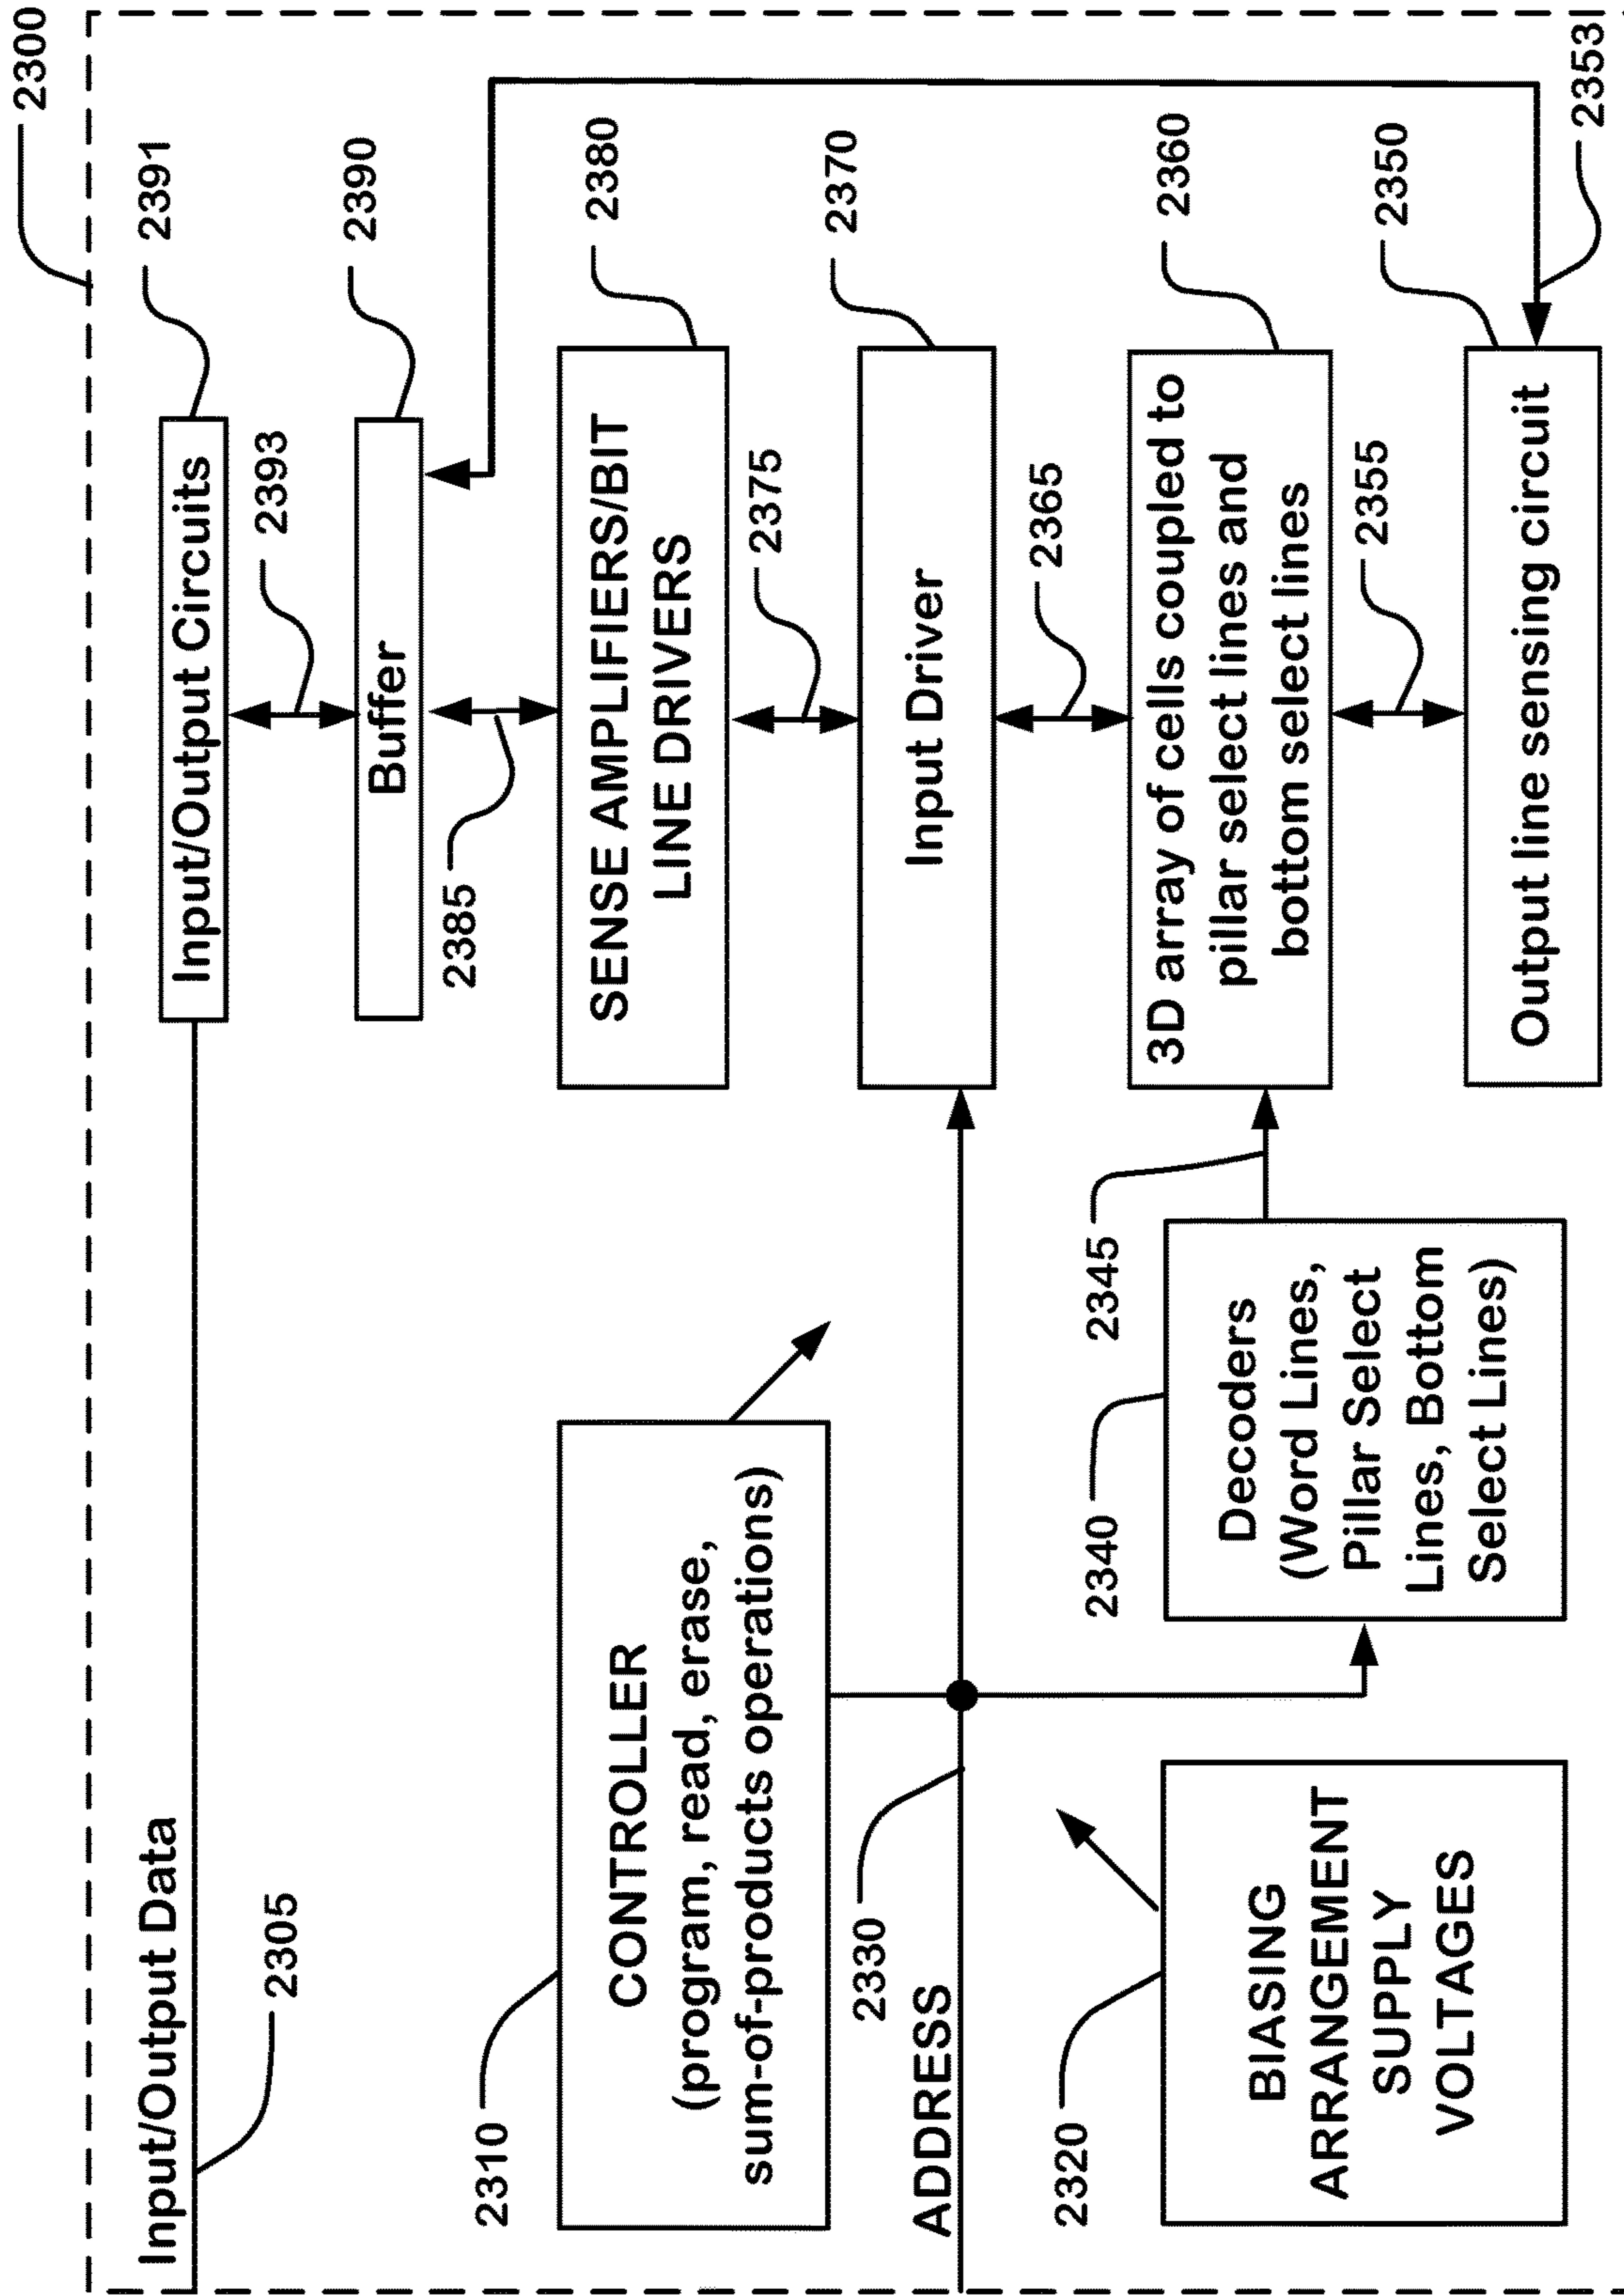 2300
Input/Output Data
2305
Input/Output Circuits
2391
2393
Buffer
2390
2385
SENSE AMPLIFIERS/BIT
LINE DRIVERS
2380
2375
CONTROLLER
(program, read, erase,
sum-of-products operations)
2310
Input Driver
2370
2330
ADDRESS
2365
3D array of cells coupled to
pillar select lines and
bottom select lines
2360
2345
2340
Decoders
(Word Lines,
Pillar Select
Lines, Bottom
Select Lines)
2320
BIASING
ARRANGEMENT
SUPPLY
VOLTAGES
2355
Output line sensing circuit
2350
2353